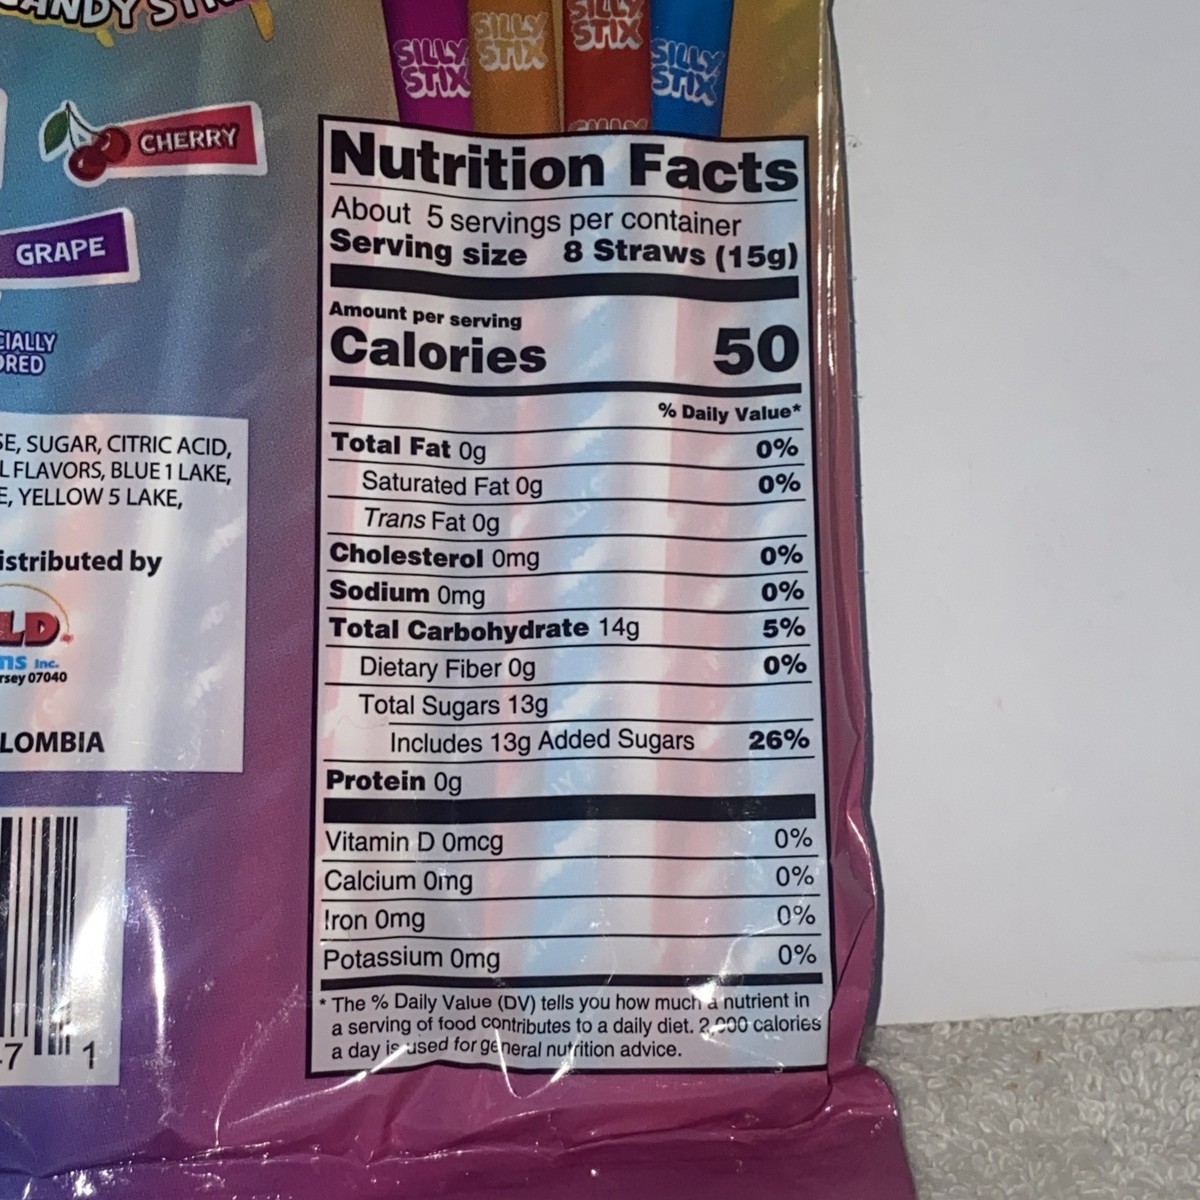 SILLY
STIX
SILLY
STIX
SILLY
STIX
SILLY
STIX
CHERRY
GRAPE
SUGAR, CITRIC ACID,
FLAVORS, BLUE 1 LAKE,
YELLOW 5 LAKE,
by
Inc.
07040
7 1
Nutrition Facts
About 5 servings per container
Serving size 8 Straws (15g)
Amount per serving
Calories 50
% Daily Value*
Total Fat 0g 0%
Saturated Fat 0g 0%
Trans Fat 0g
Cholesterol 0mg 0%
Sodium 0mg 0%
Total Carbohydrate 14g 5%
Dietary Fiber 0g 0%
Total Sugars 13g
Includes 13g Added Sugars 26%
Protein 0g
Vitamin D 0mcg 0%
Calcium 0mg 0%
Iron 0mg 0%
Potassium 0mg 0%
* The % Daily Value (DV) tells you how much a nutrient in
a serving of food contributes to a daily diet. 2,000 calories
a day is used for general nutrition advice.